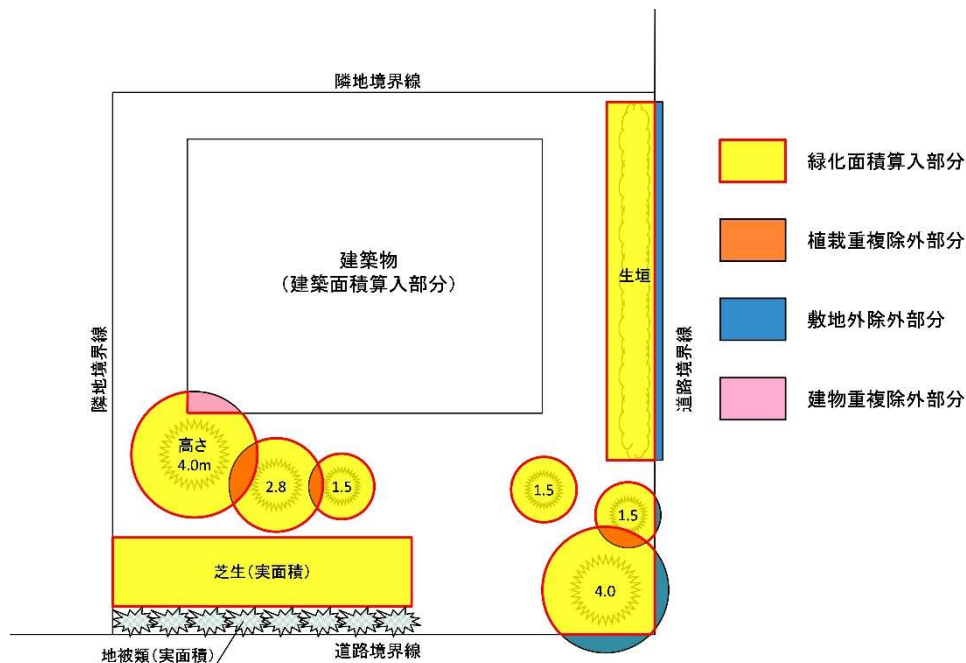 隣地境界線
緑化面積算入部分
植栽重複除外部分
建築物
(建築面積算入部分)
生垣
敷地外除外部分
隣地境界線
道路境界線
建物重複除外部分
高さ
4.0m
2.8
1.5
1.5
1.5
芝生(実面積)
4.0
地被類(実面積)
道路境界線